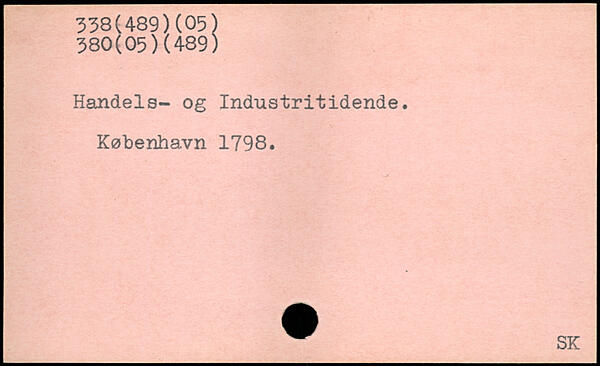 338(489)(05)
380(05)(489)
Handels- og Industritidende.
København 1798.
SK